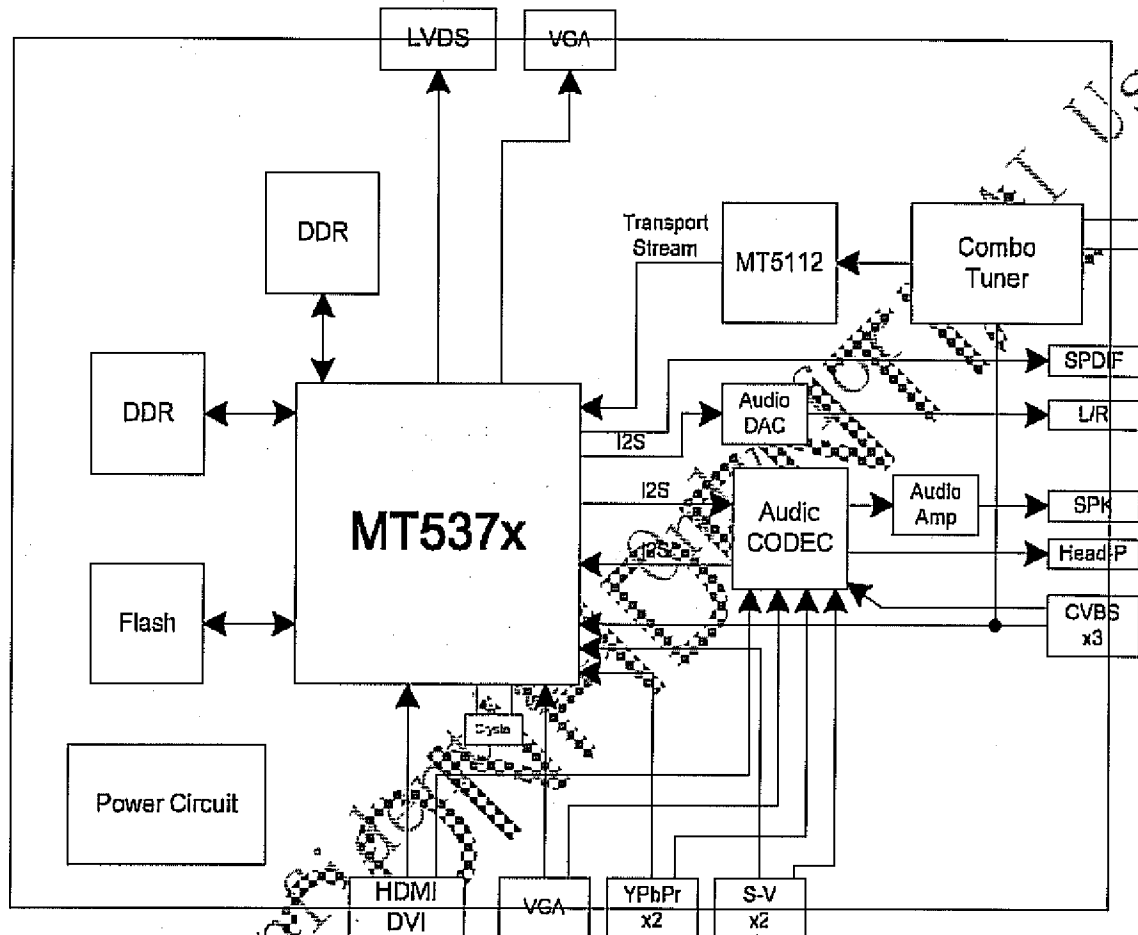 LVDS
VGA
DDR
Transport
Stream
MT5112
Combo
Tuner
SPDIF
DDR
Audio
DAC
L/R
I2S
MT537x
I2S
Audio
CODEC
Audio
Amp
SPK
I2S
Head-P
Flash
CVBS
x3
Power Circuit
HDMI
DVI
VGA
YPbPr
x2
S-V
x2